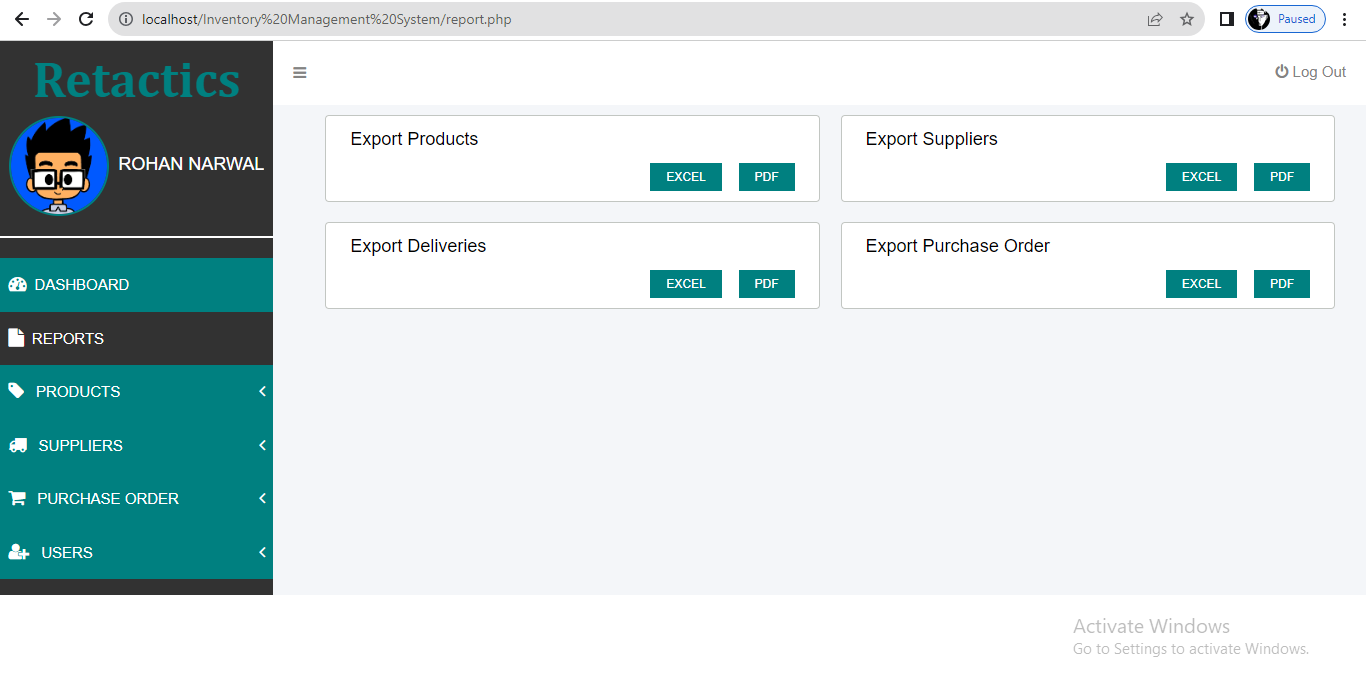 localhost/Inventory%20Management%20System/report.php
Paused
Retactics
Log Out
ROHAN NARWAL
DASHBOARD
REPORTS
PRODUCTS
SUPPLIERS
PURCHASE ORDER
USERS
Export Products
EXCEL PDF
Export Suppliers
EXCEL PDF
Export Deliveries
EXCEL PDF
Export Purchase Order
EXCEL PDF
Activate Windows
Go to Settings to activate Windows.